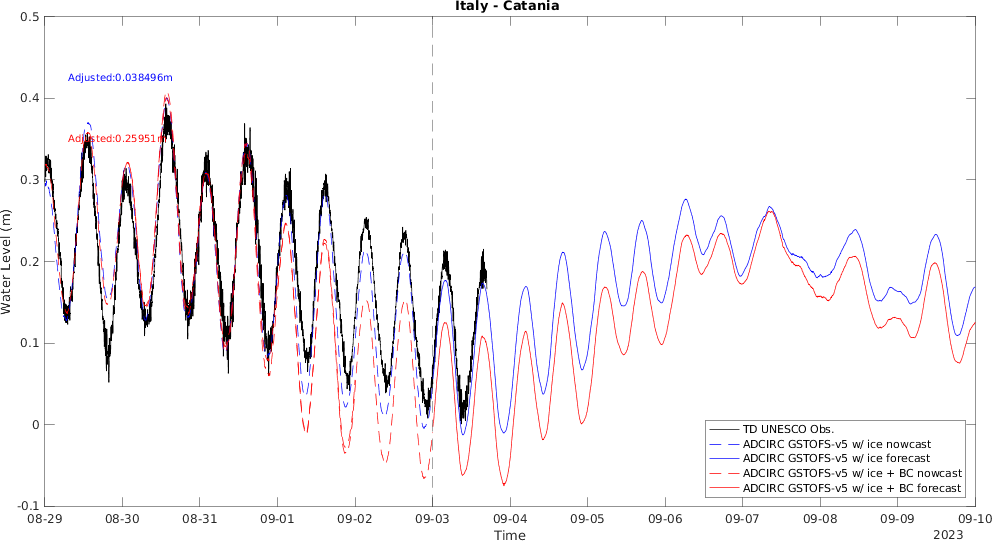 Italy - Catania
0.5
0.4
0.3
0.2
0.1
0
-0.1
Water Level (m)
Adjusted:0.038496m
Adjusted:0.25951m
TD UNESCO Obs.
ADCIRC GSTOFS-v5 w/ ice nowcast
ADCIRC GSTOFS-v5 w/ ice forecast
ADCIRC GSTOFS-v5 w/ ice + BC nowcast
ADCIRC GSTOFS-v5 w/ ice + BC forecast
08-29 08-30 08-31 09-01 09-02 09-03 09-04 09-05 09-06 09-07 09-08 09-09 09-10
Time
2023